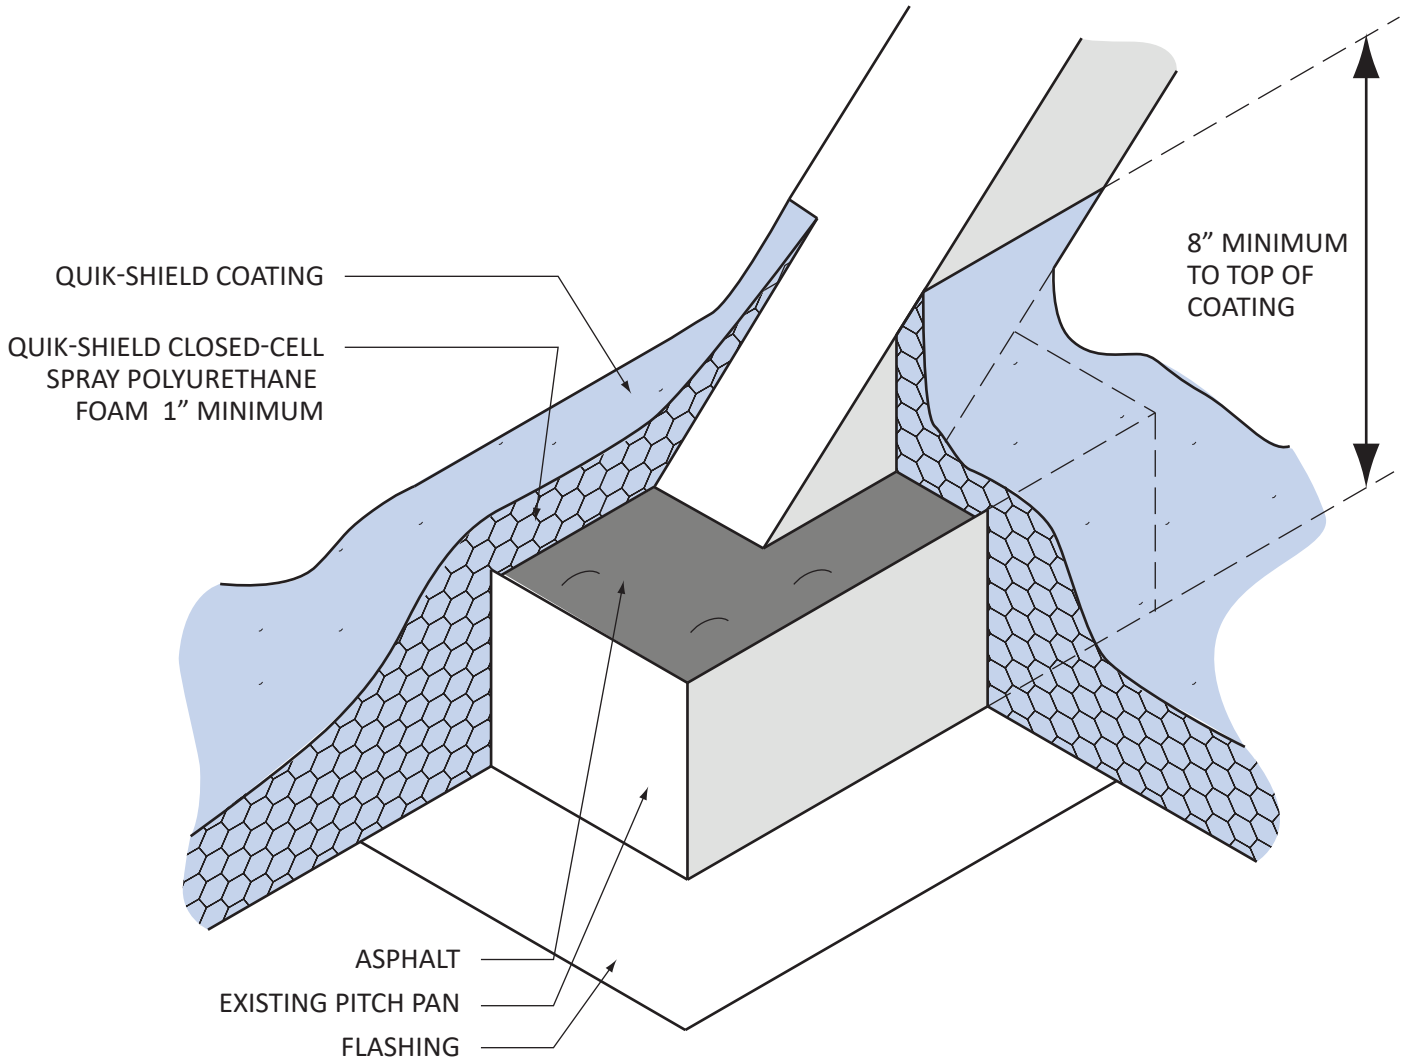 QUIK-SHIELD COATING
QUIK-SHIELD CLOSED-CELL
SPRAY POLYURETHANE
FOAM 1” MINIMUM
8” MINIMUM
TO TOP OF
COATING
ASPHALT
EXISTING PITCH PAN
FLASHING